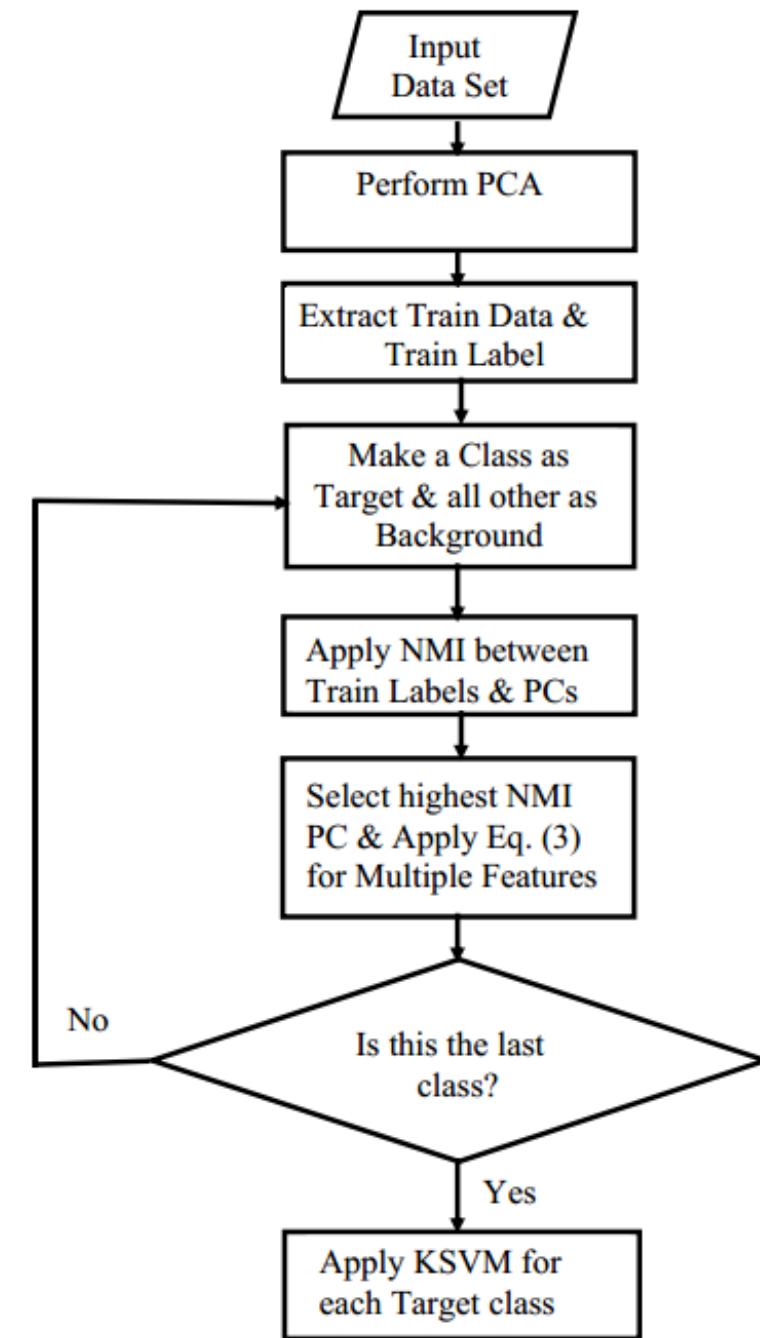 Input
Data Set
Perform PCA
Extract Train Data &
Train Label
Make a Class as
Target & all other as
Background
Apply NMI between
Train Labels & PCs
Select highest NMI
PC & Apply Eq. (3)
for Multiple Features
No
Is this the last
class?
Yes
Apply KSVM for
each Target class